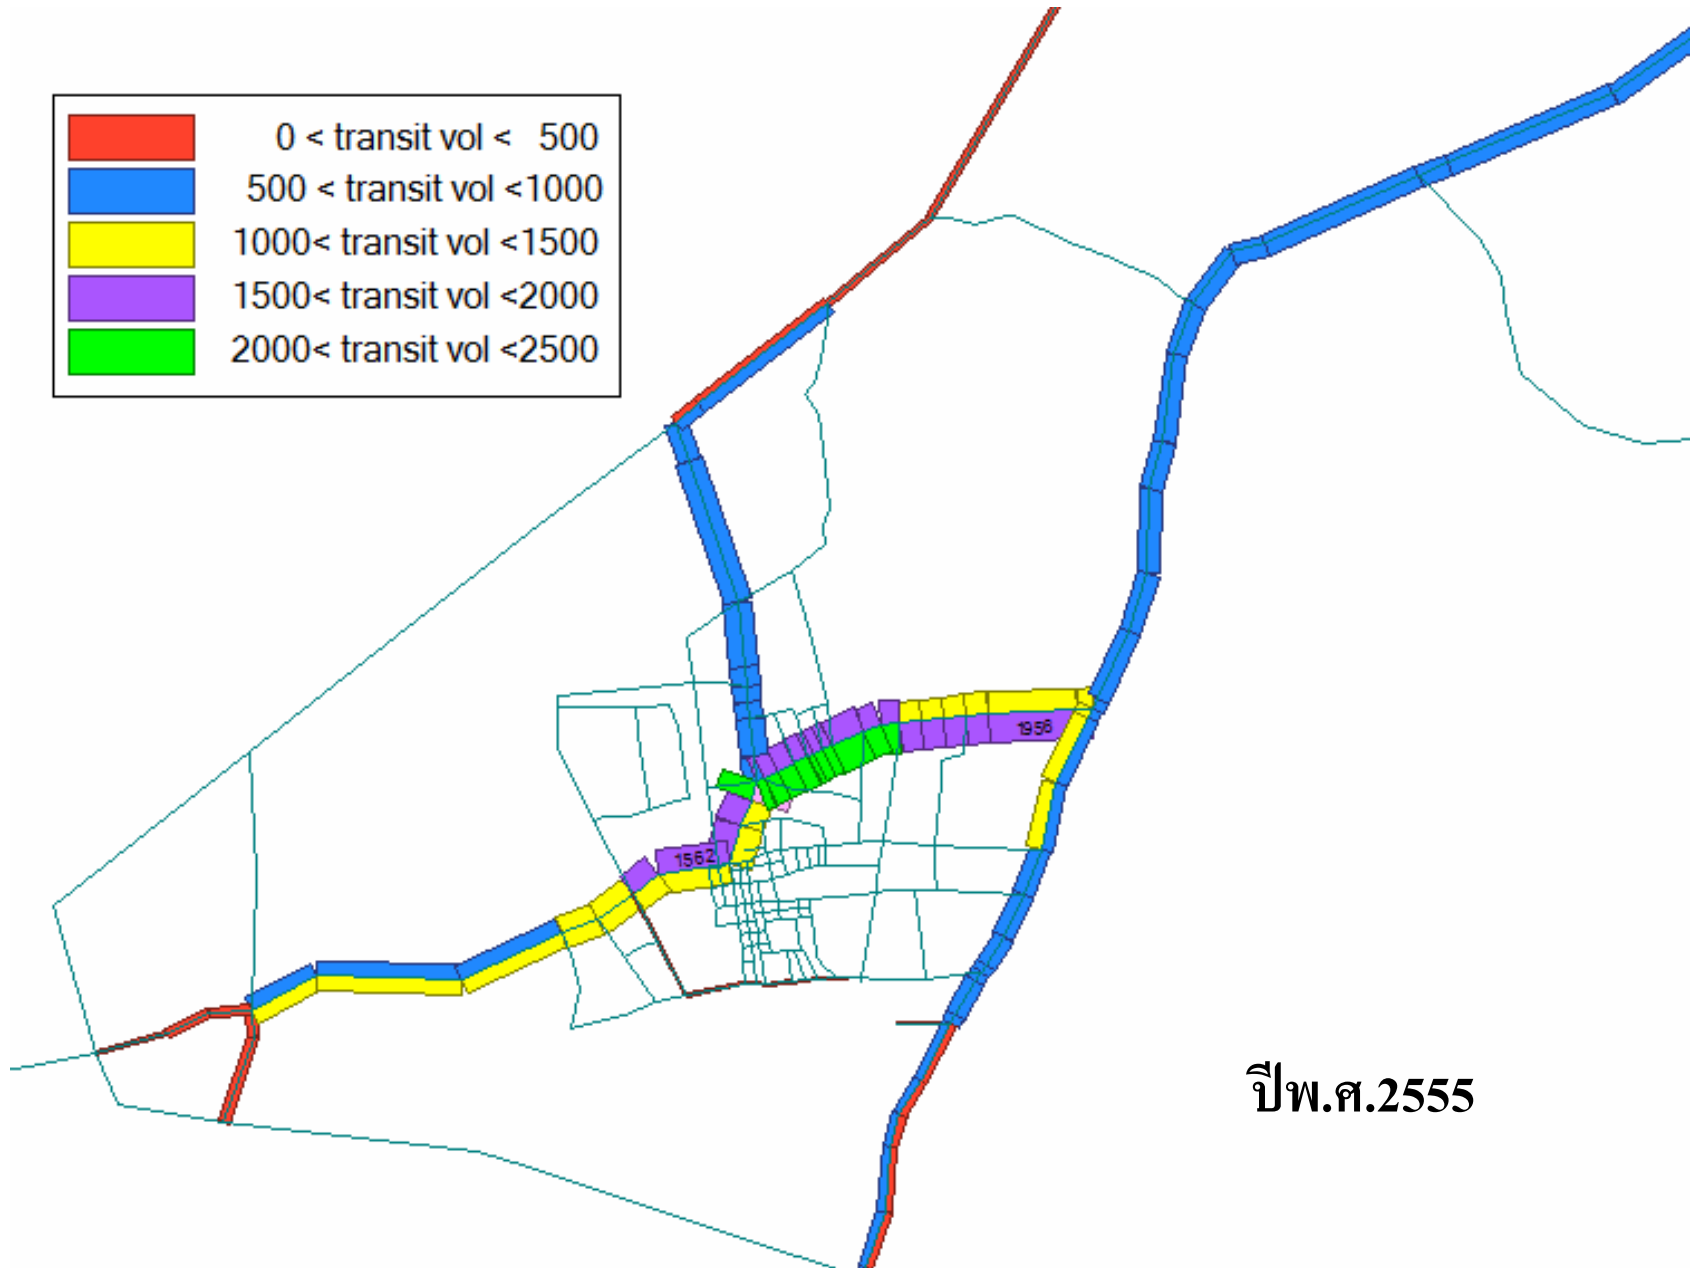 0 < transit vol < 500
500 < transit vol <1000
1000< transit vol <1500
1500< transit vol <2000
2000< transit vol <2500
1956
1562
ปีพ.ศ.2555